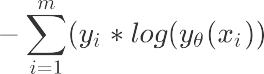 $-\sum_{i=1}^{m}(y_i * log(y_\theta(x_i))$